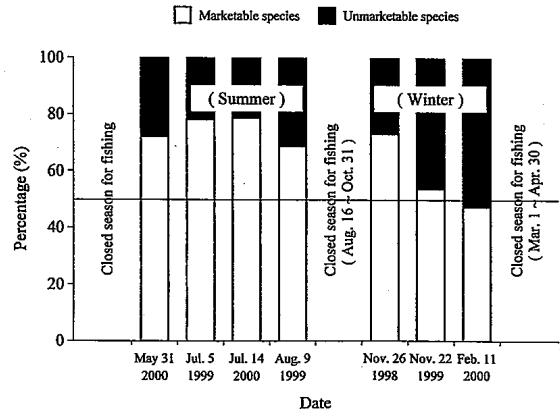 Marketable species Unmarketable species
100
80
60
40
20
0
Percentage (%)
( Summer )
( Winter )
Closed season for fishing
Closed season for fishing
( Aug. 16 ~ Oct. 31 )
Closed season for fishing
( Mar. 1 ~ Apr. 30 )
May 31 Jul. 5 Jul. 14 Aug. 9 Nov. 26 Nov. 22 Feb. 11
2000 1999 2000 1999 1998 1999 2000
Date